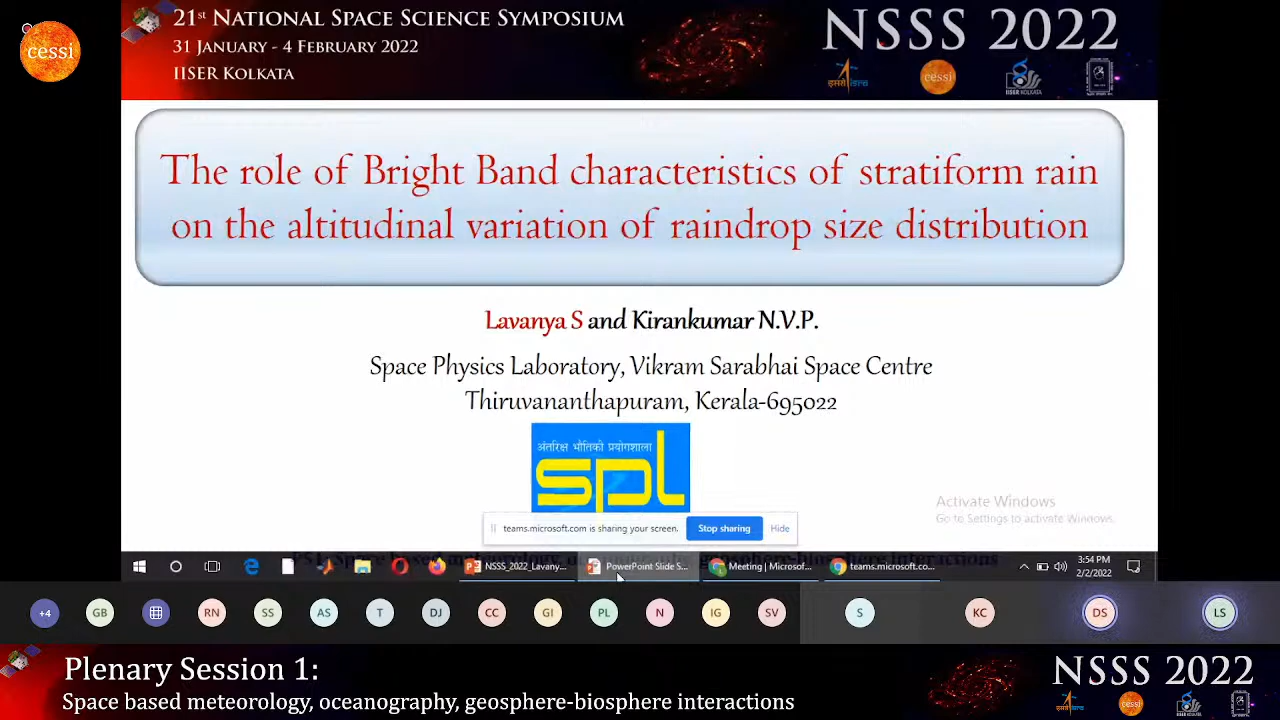 cessi
21st NATIONAL SPACE SCIENCE SYMPOSIUM
31 JANUARY - 4 FEBRUARY 2022
IISER KOLKATA
NSSS 2022
इसरो isro
cessi
IISER KOLKATA
The role of Bright Band characteristics of stratiform rain
on the altitudinal variation of raindrop size distribution
Lavanya S and Kirankumar N.V.P.
Space Physics Laboratory, Vikram Sarabhai Space Centre
Thiruvananthapuram, Kerala-695022
अंतरिक्ष भौतिकी प्रयोगशाला
spl
Activate Windows
Go to Settings to activate Windows.
teams.microsoft.com is sharing your screen.
Stop sharing
Hide
NSSS_2022_Lavany...
PowerPoint Slide S...
Meeting | Microsof...
teams.microsoft.co...
3:54 PM
2/2/2022
+4
GB
RN
SS
AS
T
DJ
CC
GI
PL
N
IG
SV
S
KC
DS
LS
Plenary Session 1:
Space based meteorology, oceanography, geosphere-biosphere interactions
NSSS 2022